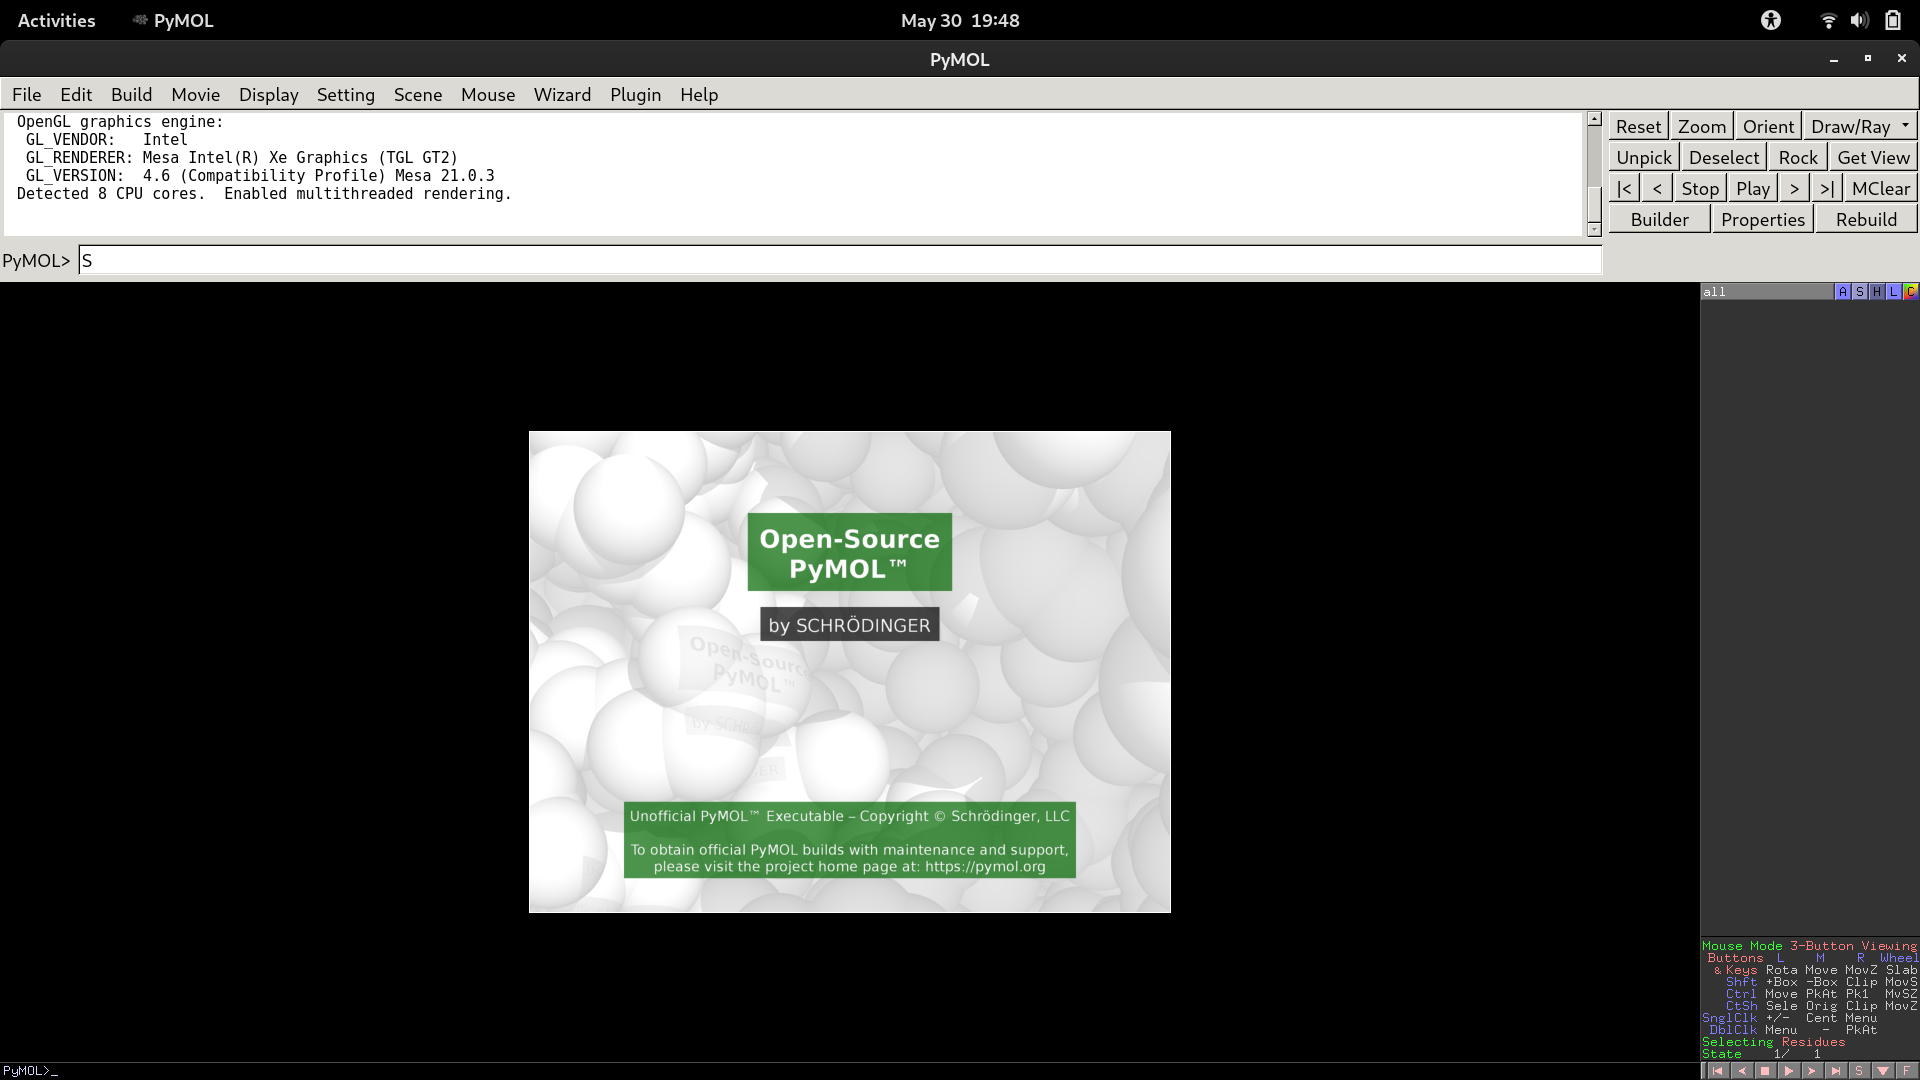 Activities PyMOL May 30 19:48
PyMOL
File Edit Build Movie Display Setting Scene Mouse Wizard Plugin Help
OpenGL graphics engine:
GL_VENDOR: Intel
GL_RENDERER: Mesa Intel(R) Xe Graphics (TGL GT2)
GL_VERSION: 4.6 (Compatibility Profile) Mesa 21.0.3
Detected 8 CPU cores. Enabled multithreaded rendering.
Reset Zoom Orient Draw/Ray
Unpick Deselect Rock Get View
|< < Stop Play > >| MClear
Builder Properties Rebuild
PyMOL> S
all A S H L C
Open-Source
PyMOL™
by SCHRÖDINGER
Open-Source
PyMOL™
by SCHRÖ
GER
Unofficial PyMOL™ Executable – Copyright © Schrödinger, LLC
To obtain official PyMOL builds with maintenance and support,
please visit the project home page at: https://pymol.org
Mouse Mode 3-Button Viewing
Buttons L M R Wheel
& Keys Rota Move MovZ Slab
Shft +Box -Box Clip MovS
Ctrl Move PkAt Pk1 MvSZ
CtSh Sele Orig Clip MovZ
SnglClk +/- Cent Menu
DblClk Menu - PkAt
Selecting Residues
State 1/ 1
PyMOL>_ S F